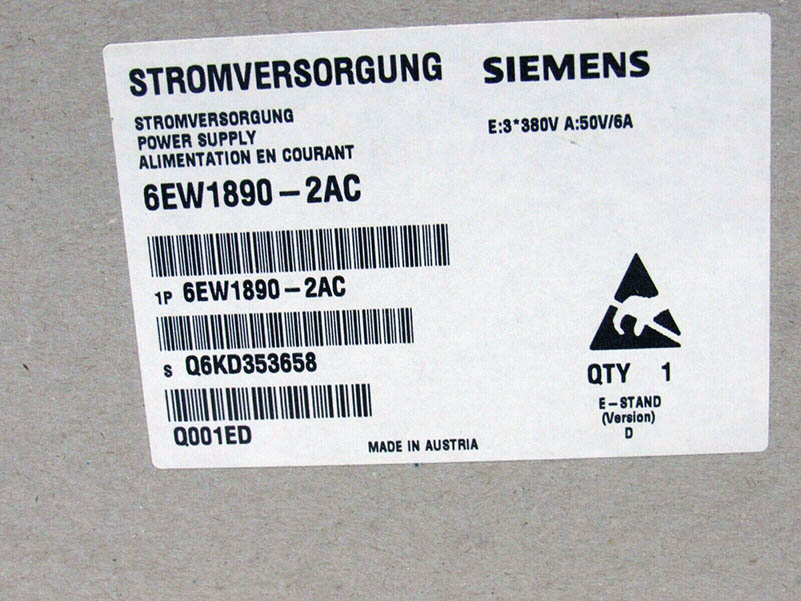 STROMVERSORGUNG SIEMENS
STROMVERSORGUNG
POWER SUPPLY
ALIMENTATION EN COURANT
E:3*380V A:50V/6A
6EW1890-2AC
1P 6EW1890-2AC
S Q6KD353658
Q001ED
MADE IN AUSTRIA
QTY 1
E-STAND
(Version)
D